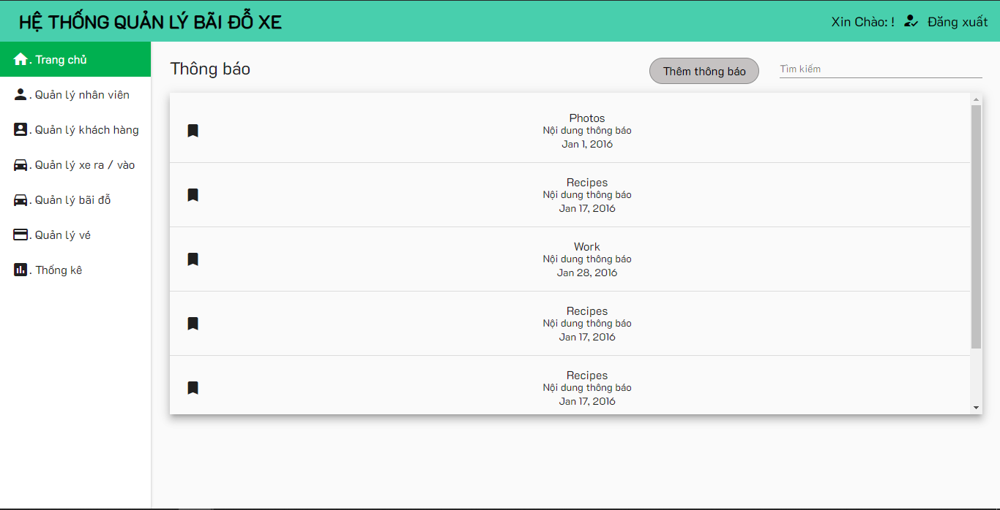 HỆ THỐNG QUẢN LÝ BÃI ĐỖ XE
Xin Chào: !
Đăng xuất
. Trang chủ
. Quản lý nhân viên
. Quản lý khách hàng
. Quản lý xe ra / vào
. Quản lý bãi đỗ
. Quản lý vé
. Thống kê
Thông báo
Thêm thông báo
Tìm kiếm
Photos
Nội dung thông báo
Jan 1, 2016
Recipes
Nội dung thông báo
Jan 17, 2016
Work
Nội dung thông báo
Jan 28, 2016
Recipes
Nội dung thông báo
Jan 17, 2016
Recipes
Nội dung thông báo
Jan 17, 2016